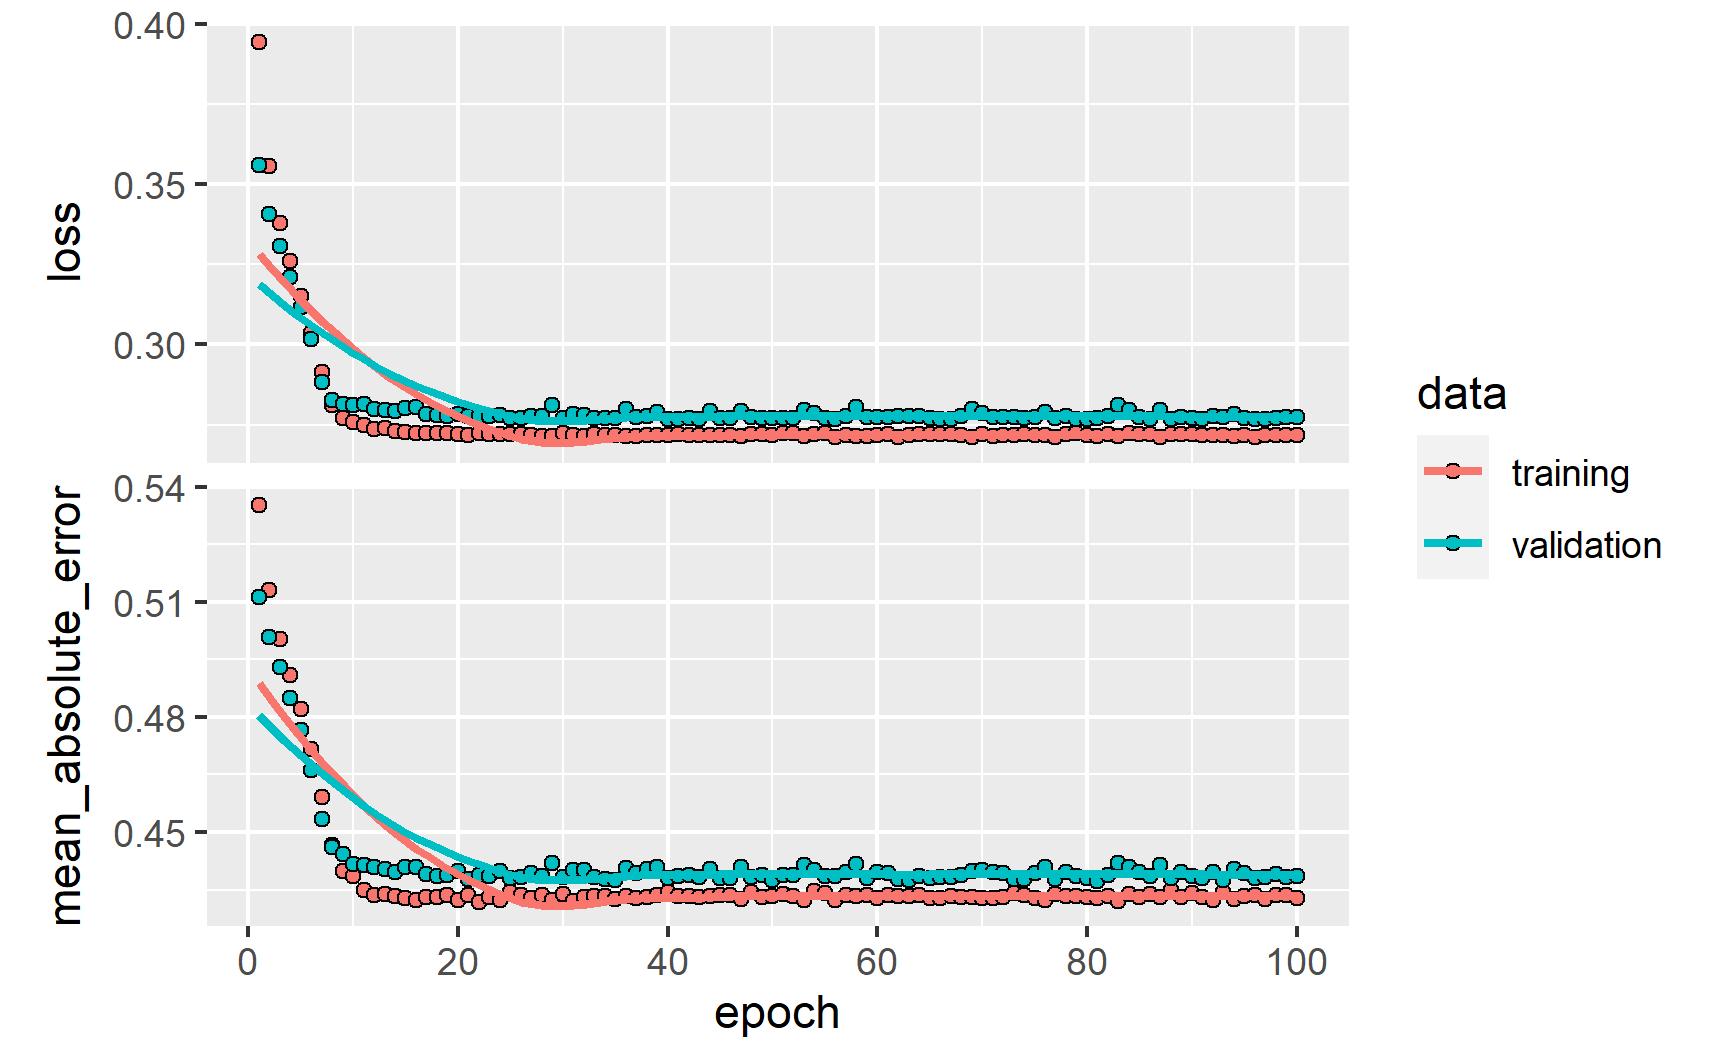 loss
0.40
0.35
0.30
mean_absolute_error
0.54
0.51
0.48
0.45
0 20 40 60 80 100
epoch
data
training
validation